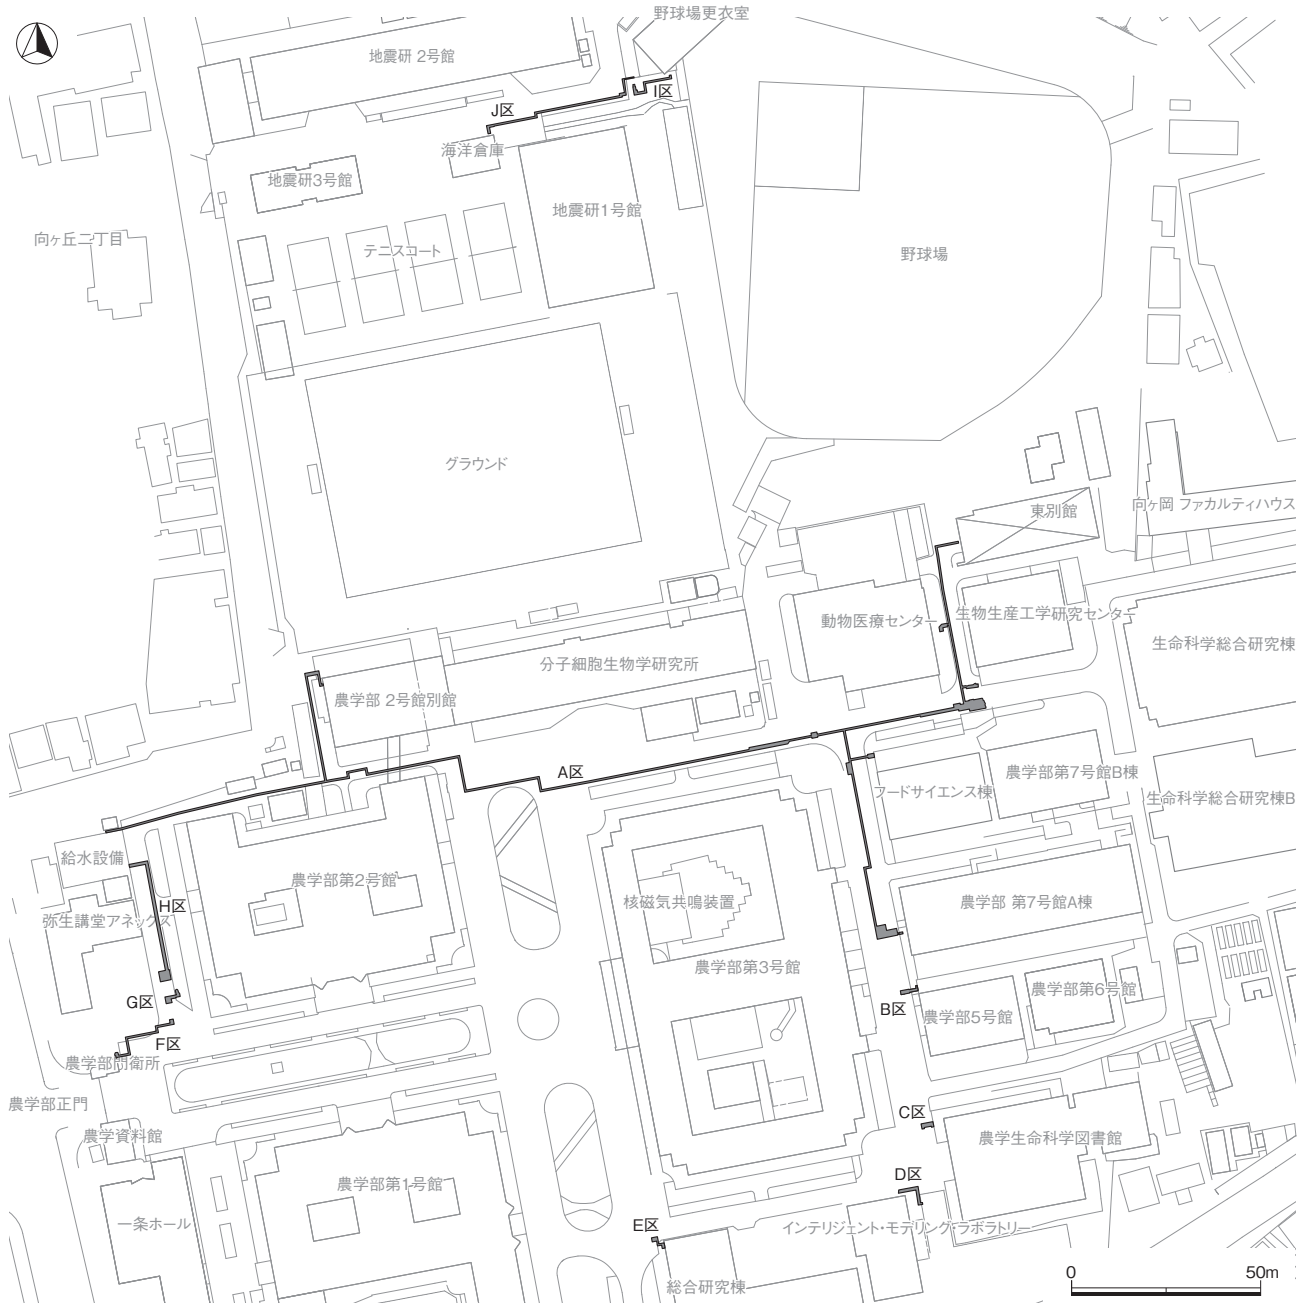 野球場更衣室
地震研 2号館
I区
J区
海洋倉庫
地震研3号館
地震研1号館
向ヶ丘二丁目
テニスコート
野球場
グラウンド
向ヶ岡 ファカルティハウス
東別館
動物医療センター
生物生産工学研究センター
生命科学総合研究棟
分子細胞生物学研究所
農学部 2号館別館
A区
農学部第7号館B棟
フードサイエンス棟
生命科学総合研究棟B
給水設備
農学部第2号館
核磁気共鳴装置
農学部 第7号館A棟
H区
弥生講堂アネックス
農学部第3号館
G区
農学部第6号館
B区
農学部5号館
F区
農学部門衛所
農学部正門
C区
農学資料館
農学生命科学図書館
D区
農学部第1号館
一条ホール
E区
インテリジェント・モデリング・ラボラトリー
総合研究棟
0
50m